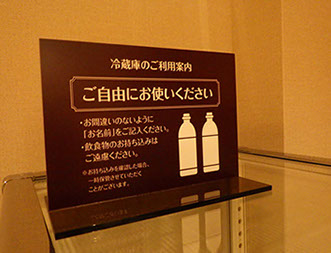 冷蔵庫のご利用案内
ご自由にお使いください
・お間違いのないように
「お名前」をご記入ください。
・飲食物のお持ち込みは
ご遠慮ください。
※お持ち込みを確認した場合、
一時保管させていただく
ことがございます。